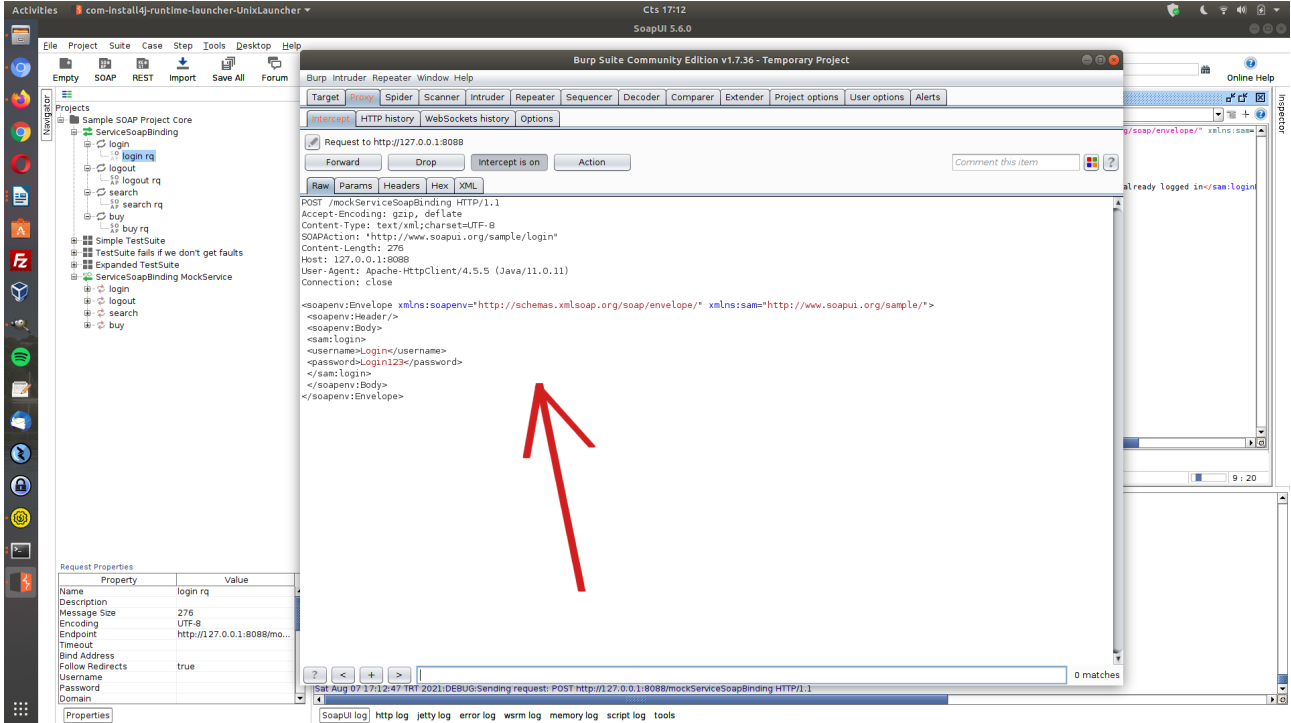 Activities com-install4j-runtime-launcher-UnixLauncher Cts 17:12
SoapUI 5.6.0
File Project Suite Case Step Tools Desktop Help
Empty SOAP REST Import Save All Forum
Online Help
Navigator
Projects
Sample SOAP Project Core
ServiceSoapBinding
login
login rq
logout
logout rq
search
search rq
buy
buy rq
Simple TestSuite
TestSuite fails if we don't get faults
Expanded TestSuite
ServiceSoapBinding MockService
login
logout
search
buy
Request Properties
Property Value
Name login rq
Description
Message Size 276
Encoding UTF-8
Endpoint http://127.0.0.1:8088/mo...
Timeout
Bind Address
Follow Redirects true
Username
Password
Domain
Properties
Burp Suite Community Edition v1.7.36 - Temporary Project
Burp Intruder Repeater Window Help
Target Proxy Spider Scanner Intruder Repeater Sequencer Decoder Comparer Extender Project options User options Alerts
Intercept HTTP history WebSockets history Options
Request to http://127.0.0.1:8088
Forward Drop Intercept is on Action Comment this item ?
Raw Params Headers Hex XML
POST /mockServiceSoapBinding HTTP/1.1
Accept-Encoding: gzip, deflate
Content-Type: text/xml;charset=UTF-8
SOAPAction: "http://www.soapui.org/sample/login"
Content-Length: 276
Host: 127.0.0.1:8088
User-Agent: Apache-HttpClient/4.5.5 (Java/11.0.11)
Connection: close
<soapenv:Envelope xmlns:soapenv="http://schemas.xmlsoap.org/soap/envelope/" xmlns:sam="http://www.soapui.org/sample/">
<soapenv:Header/>
<soapenv:Body>
<sam:login>
<username>Login</username>
<password>Login123</password>
</sam:login>
</soapenv:Body>
</soapenv:Envelope>
? < + > 0 matches
g/soap/envelope/" xmlns:sam=
already logged in</sam:login
Inspector
9 : 20
Sat Aug 07 17:12:47 TRT 2021:DEBUG:Sending request: POST http://127.0.0.1:8088/mockServiceSoapBinding HTTP/1.1
SoapUI log http log jetty log error log wsrm log memory log script log tools